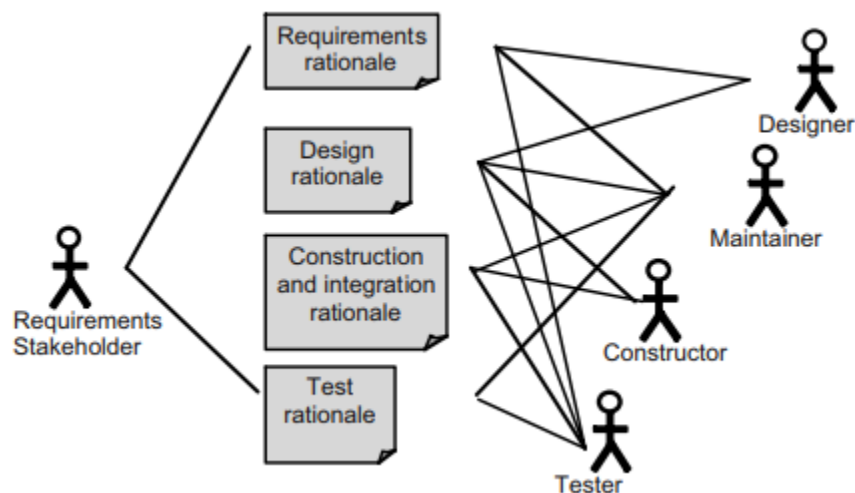 Requirements
rationale
Designer
Design
rationale
Maintainer
Construction
and integration
rationale
Requirements
Stakeholder
Constructor
Test
rationale
Tester